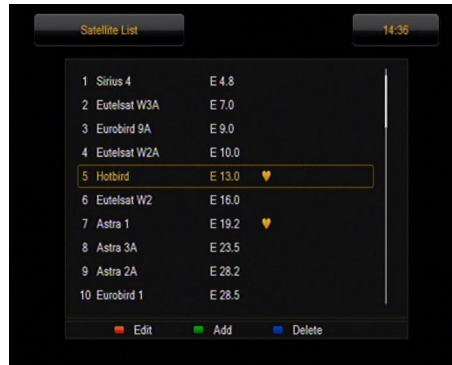 Satellite List 14:36
1 Sirius 4 E 4.8
2 Eutelsat W3A E 7.0
3 Eurobird 9A E 9.0
4 Eutelsat W2A E 10.0
5 Hotbird E 13.0
6 Eutelsat W2 E 16.0
7 Astra 1 E 19.2
8 Astra 3A E 23.5
9 Astra 2A E 28.2
10 Eurobird 1 E 28.5
Edit Add Delete